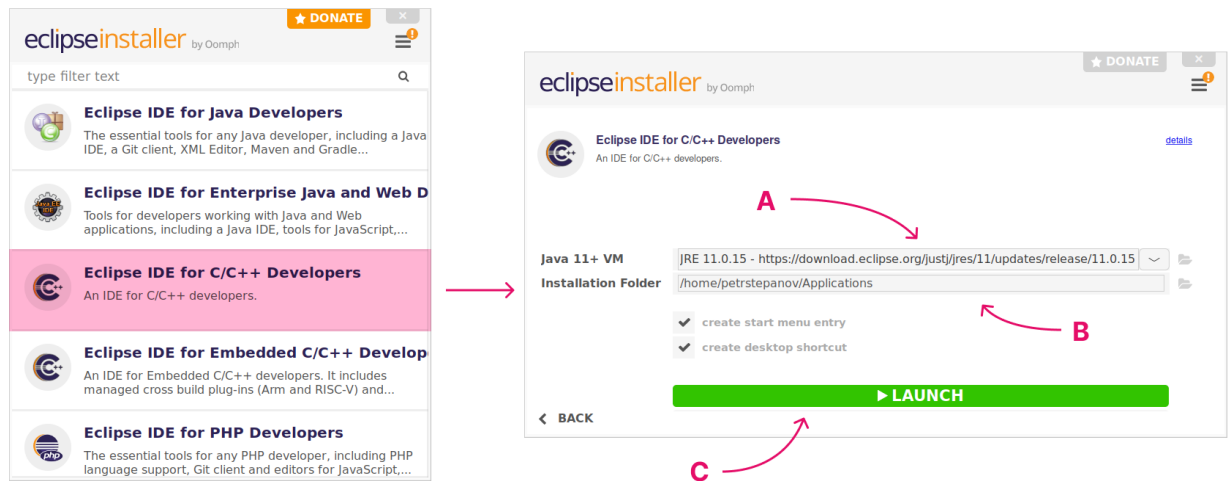 ★ DONATE
×
eclipseinstaller by Oomph
!
type filter text
Eclipse IDE for Java Developers
The essential tools for any Java developer, including a Java
IDE, a Git client, XML Editor, Maven and Gradle...
Eclipse IDE for Enterprise Java and Web D
Java EE
IDE
Tools for developers working with Java and Web
applications, including a Java IDE, tools for JavaScript,...
Eclipse IDE for C/C++ Developers
C++
An IDE for C/C++ developers.
Eclipse IDE for Embedded C/C++ Develop
C++
An IDE for Embedded C/C++ developers. It includes
managed cross build plug-ins (Arm and RISC-V) and...
Eclipse IDE for PHP Developers
php
The essential tools for any PHP developer, including PHP
language support, Git client and editors for JavaScript,...
★ DONATE
×
eclipseinstaller by Oomph
!
C++
Eclipse IDE for C/C++ Developers
details
An IDE for C/C++ developers.
A
Java 11+ VM
JRE 11.0.15 - https://download.eclipse.org/justj/jres/11/updates/release/11.0.15
Installation Folder
/home/petrstepanov/Applications
B
✔ create start menu entry
✔ create desktop shortcut
▶ LAUNCH
BACK
C